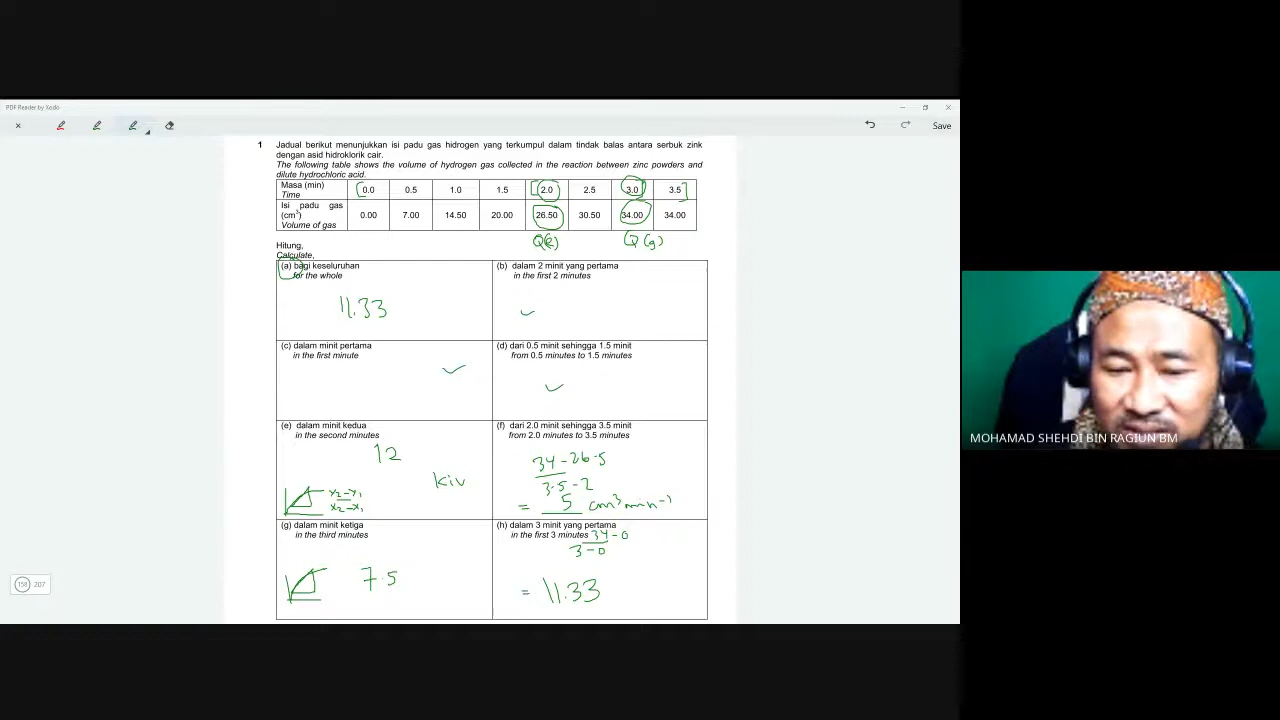 PDF Reader by Xodo
Save
1 Jadual berikut menunjukkan isi padu gas hidrogen yang terkumpul dalam tindak balas antara serbuk zink
dengan asid hidroklorik cair.
The following table shows the volume of hydrogen gas collected in the reaction between zinc powders and
dilute hydrochloric acid.
Masa (min) [0.0 0.5 1.0 1.5 [2.0 2.5 3.0 3.5]
Time
Isi padu gas
(cm³) 0.00 7.00 14.50 20.00 26.50 30.50 34.00 34.00
Volume of gas
Q(R) Q(g)
Hitung,
Calculate,
(a) bagi keseluruhan
for the whole
11.33
(b) dalam 2 minit yang pertama
in the first 2 minutes
✓
(c) dalam minit pertama
in the first minute
✓
(d) dari 0.5 minit sehingga 1.5 minit
from 0.5 minutes to 1.5 minutes
✓
(e) dalam minit kedua
in the second minutes
12
kiv
y₂-y₁
x₂-x₁
(f) dari 2.0 minit sehingga 3.5 minit
from 2.0 minutes to 3.5 minutes
34-26.5
3.5-2
= 5 cm³ min⁻¹
(g) dalam minit ketiga
in the third minutes
7.5
(h) dalam 3 minit yang pertama
in the first 3 minutes 34-0
3-0
= 11.33
158 207
MOHAMAD SHEHDI BIN RAGIUN BM